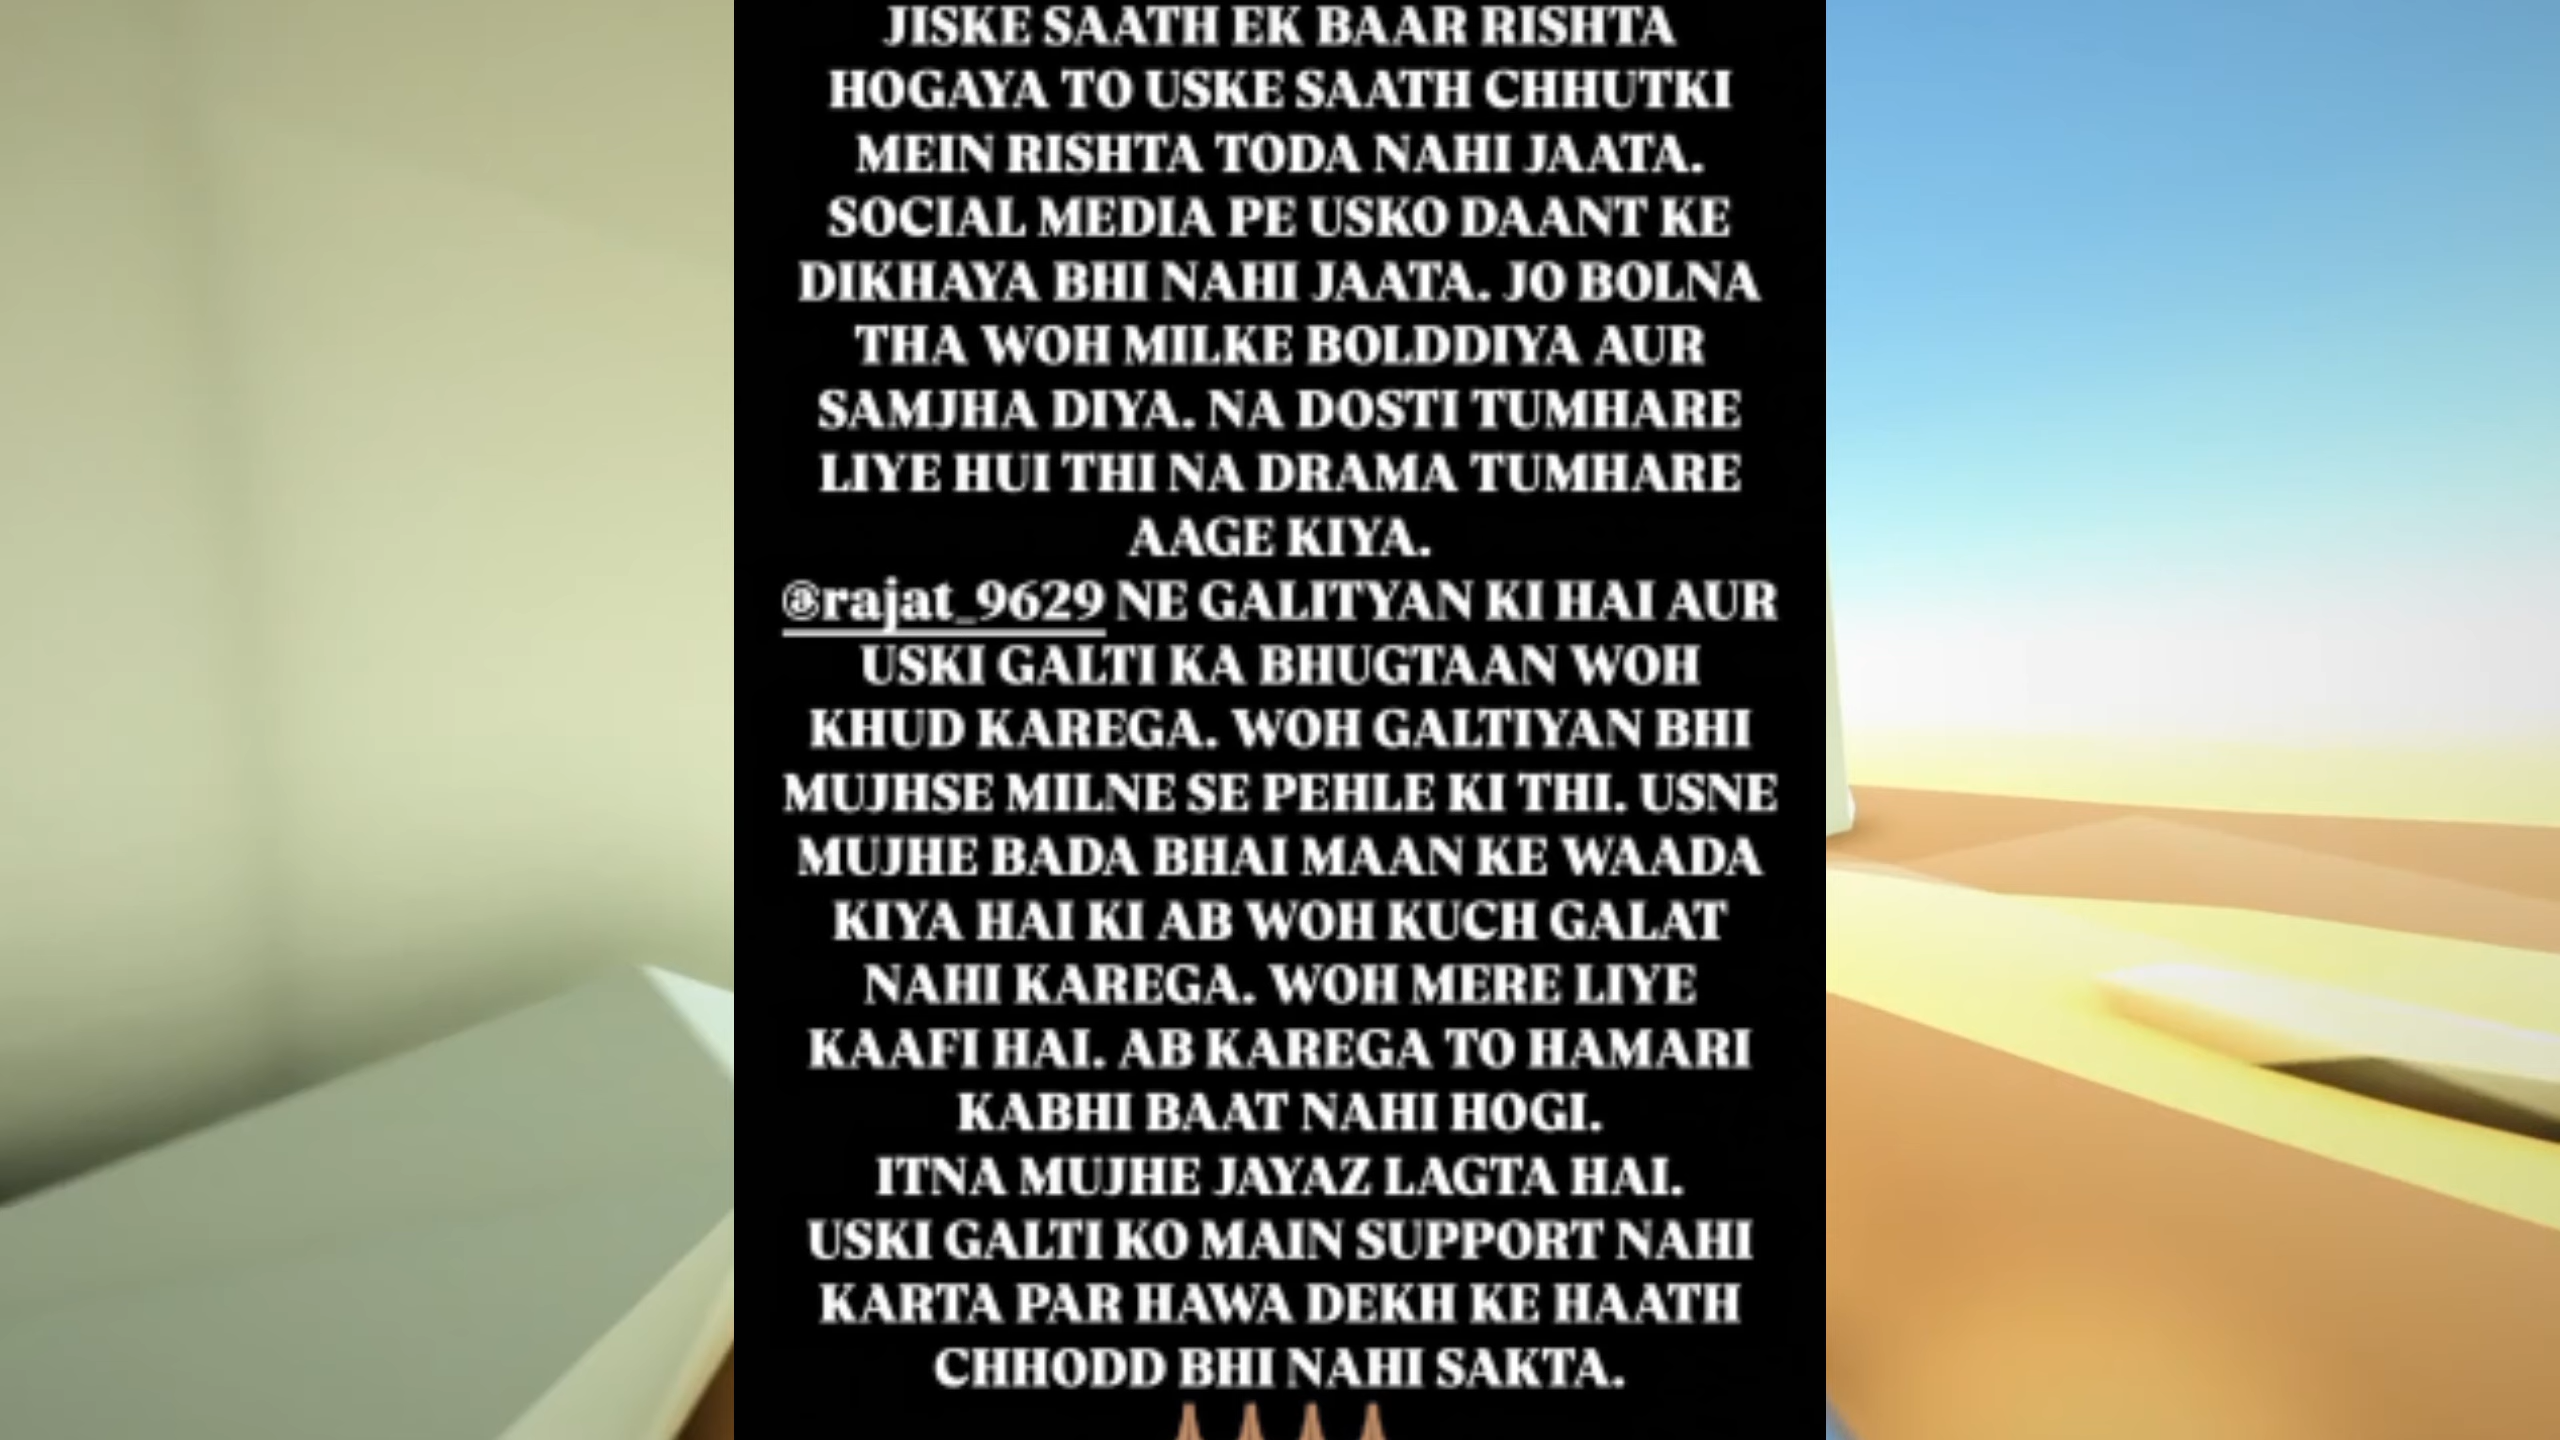 JISKE SAATH EK BAAR RISHTA
HOGAYA TO USKE SAATH CHHUTKI
MEIN RISHTA TODA NAHI JAATA.
SOCIAL MEDIA PE USKO DAANT KE
DIKHAYA BHI NAHI JAATA. JO BOLNA
THA WOH MILKE BOLDDIYA AUR
SAMJHA DIYA. NA DOSTI TUMHARE
LIYE HUI THI NA DRAMA TUMHARE
AAGE KIYA.
@rajat_9629 NE GALITYAN KI HAI AUR
USKI GALTI KA BHUGTAAN WOH
KHUD KAREGA. WOH GALTIYAN BHI
MUJHSE MILNE SE PEHLE KI THI. USNE
MUJHE BADA BHAI MAAN KE WAADA
KIYA HAI KI AB WOH KUCH GALAT
NAHI KAREGA. WOH MERE LIYE
KAAFI HAI. AB KAREGA TO HAMARI
KABHI BAAT NAHI HOGI.
ITNA MUJHE JAYAZ LAGTA HAI.
USKI GALTI KO MAIN SUPPORT NAHI
KARTA PAR HAWA DEKH KE HAATH
CHHODD BHI NAHI SAKTA.